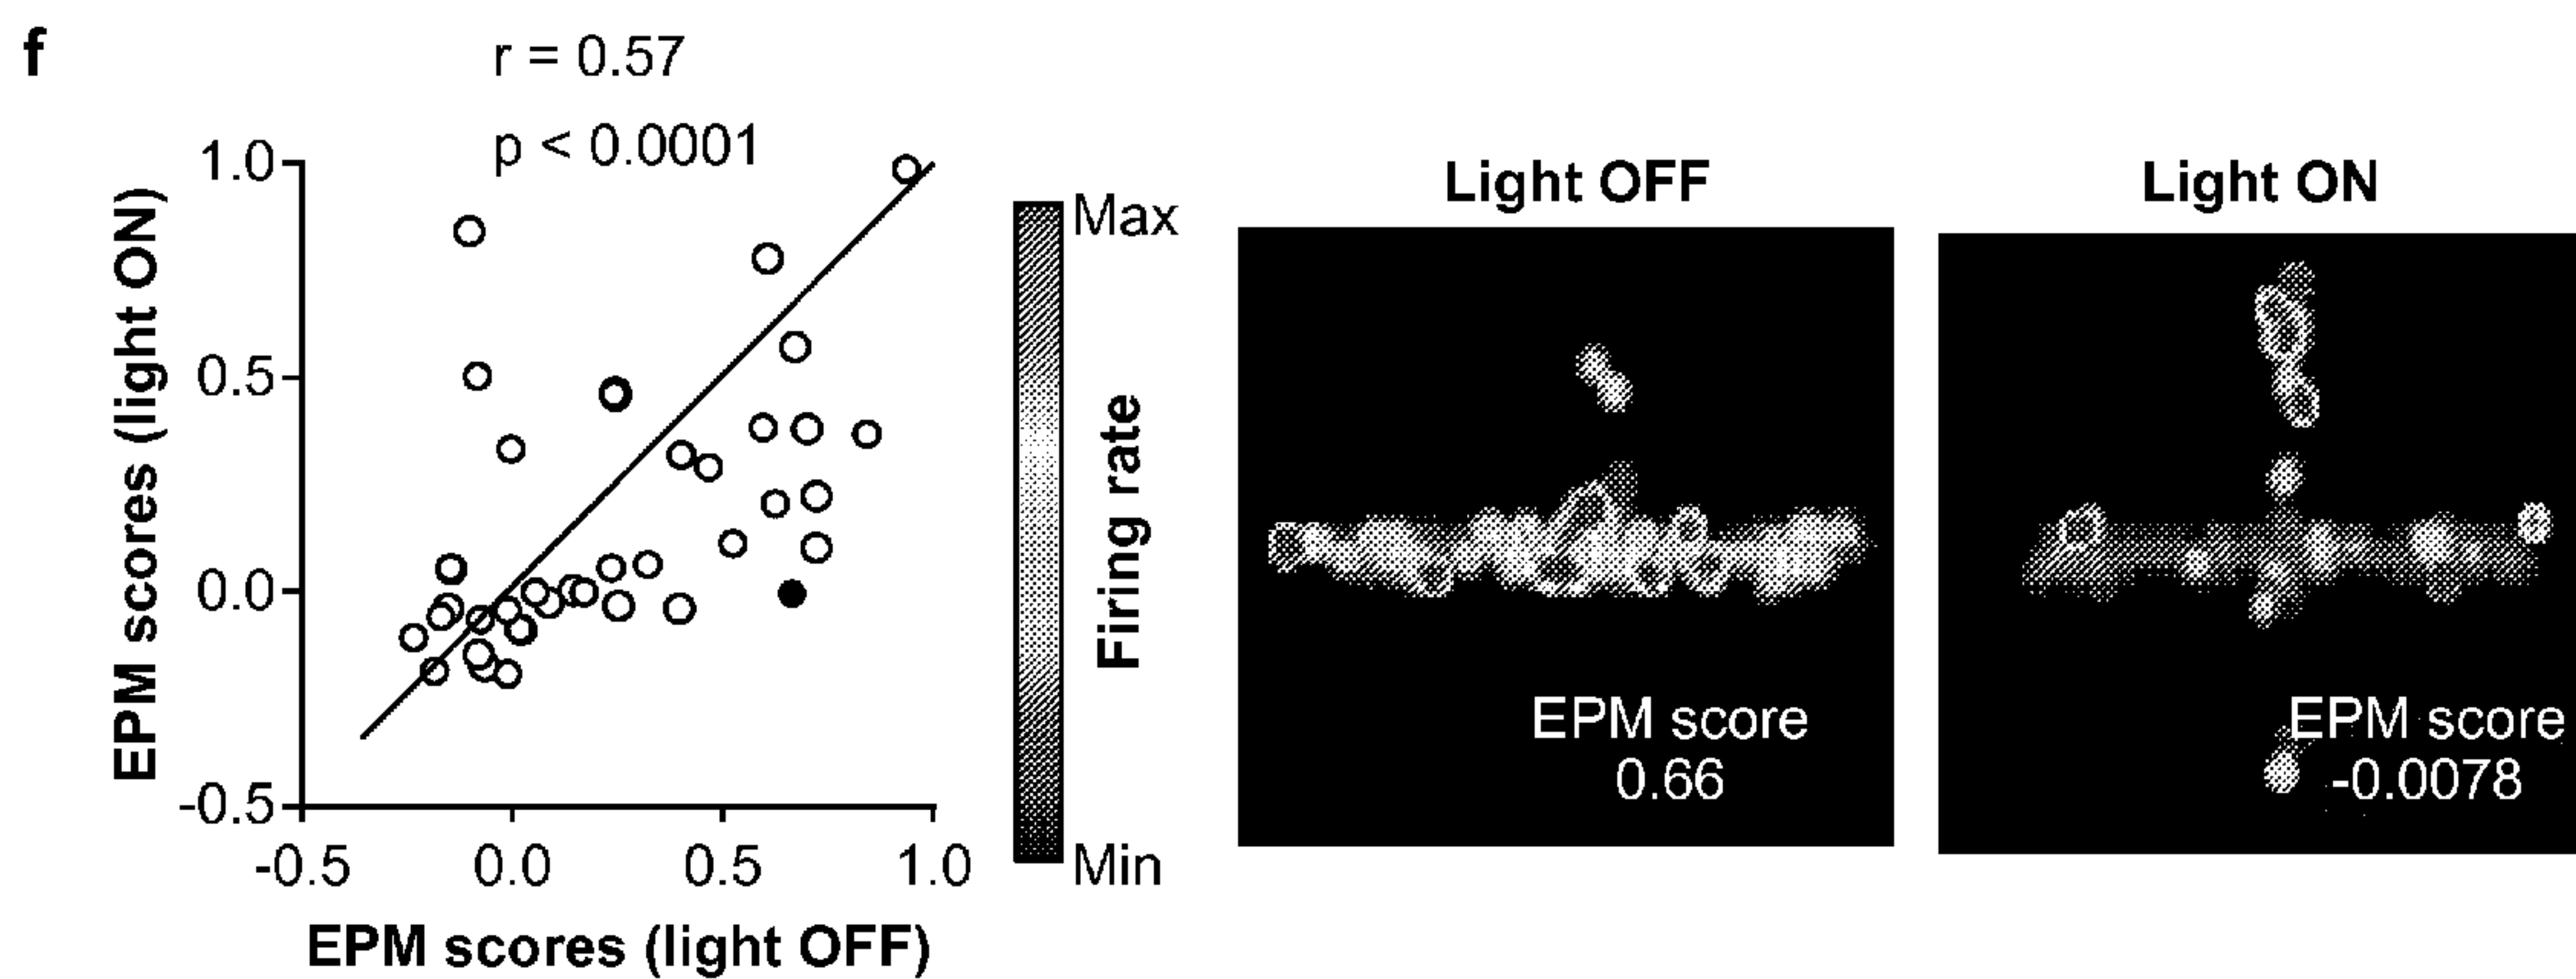 f
r = 0.57
p < 0.0001
EPM scores (light ON)
1.0
0.5
0.0
-0.5
-0.5 0.0 0.5 1.0
EPM scores (light OFF)
Max
Firing rate
Min
Light OFF
EPM score
0.66
Light ON
EPM score
-0.0078